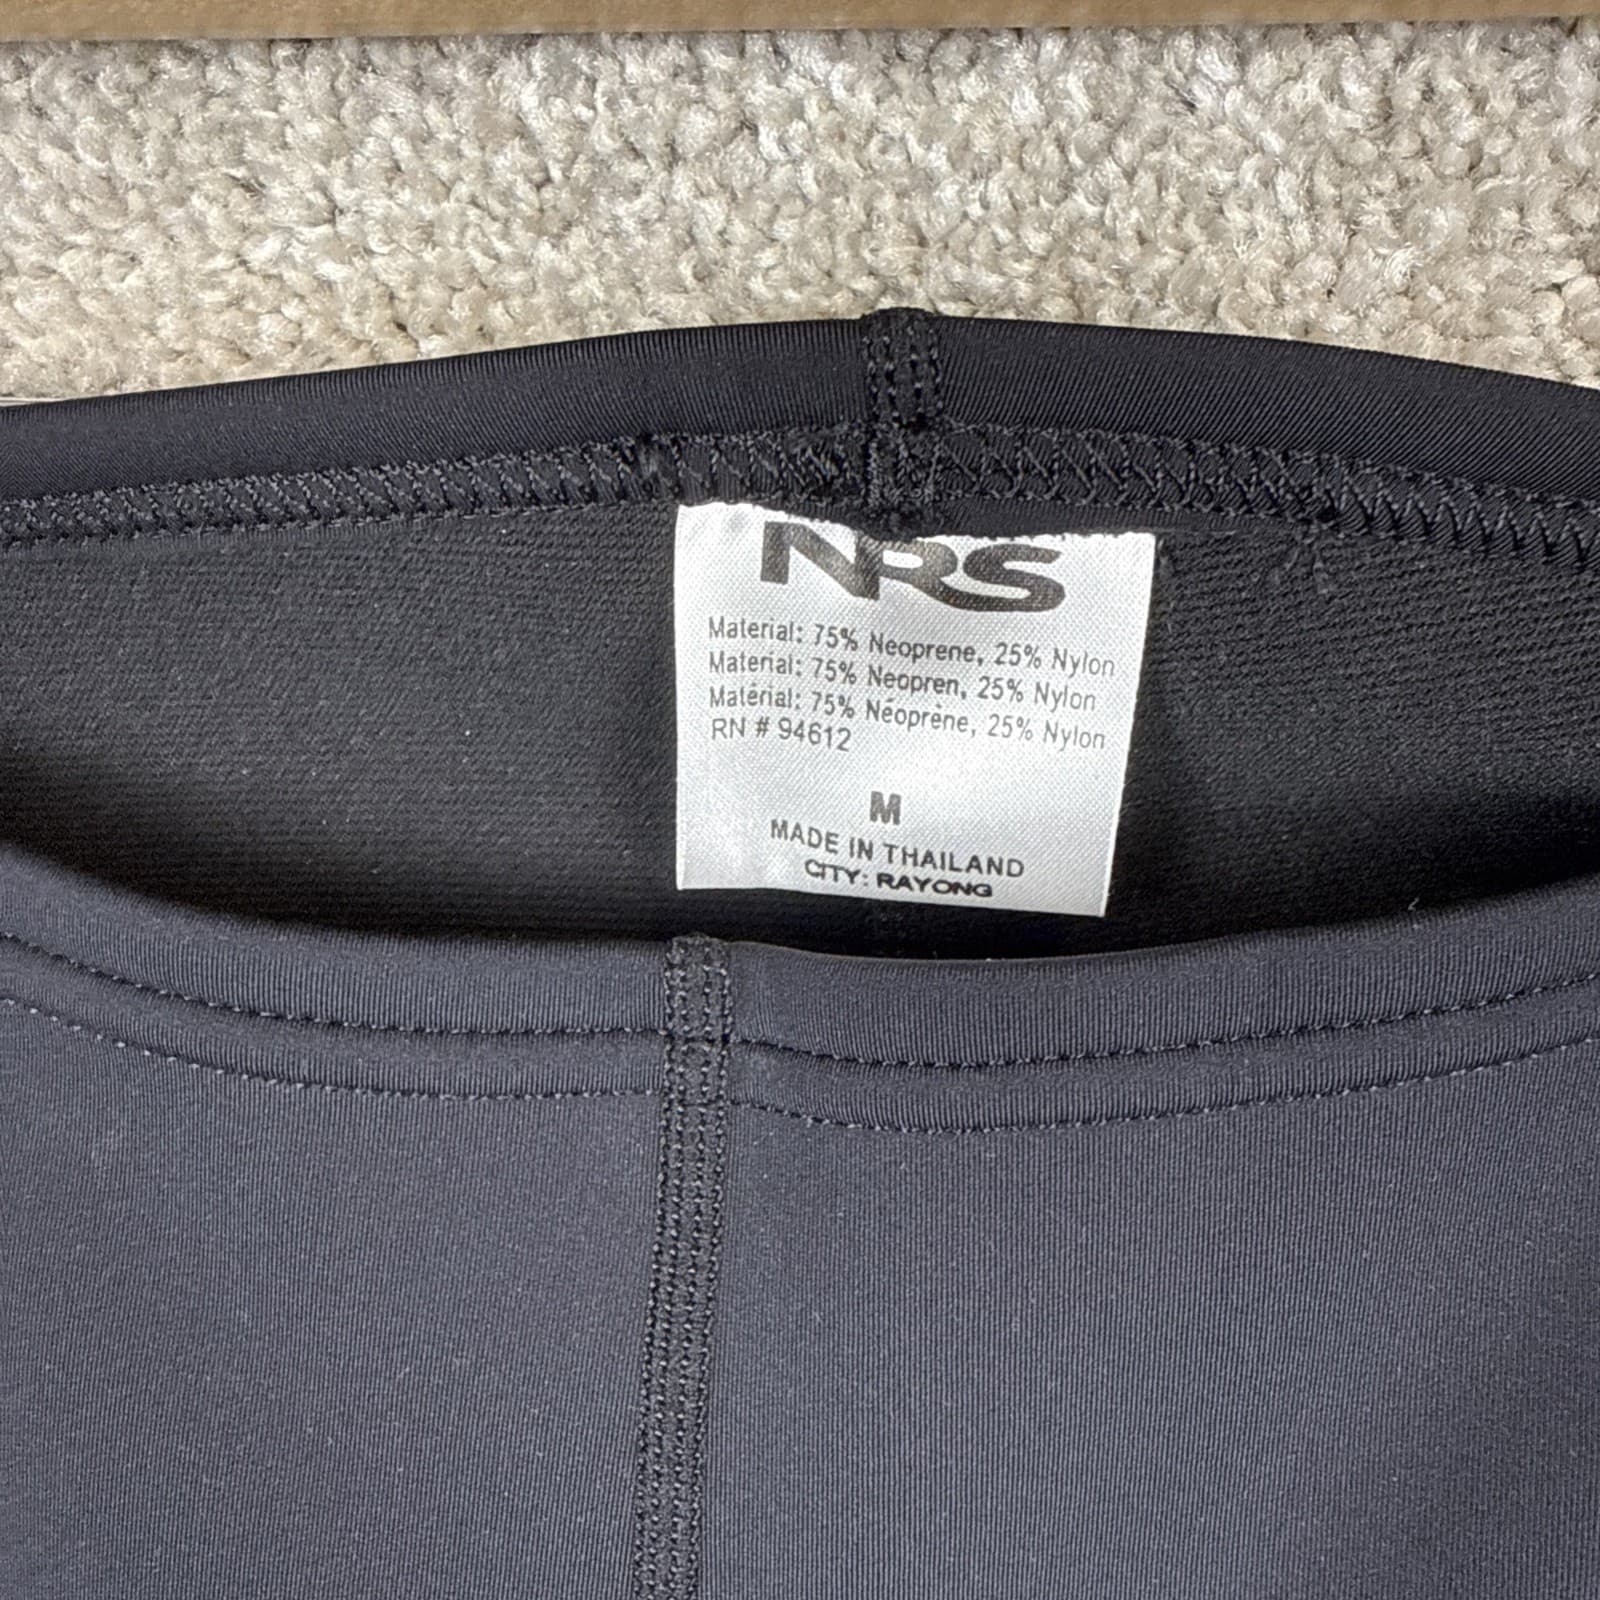 NRS
Material: 75% Neoprene, 25% Nylon
Material: 75% Neopren, 25% Nylon
Matérial: 75% Néoprène, 25% Nylon
RN # 94612
M
MADE IN THAILAND
CITY: RAYONG